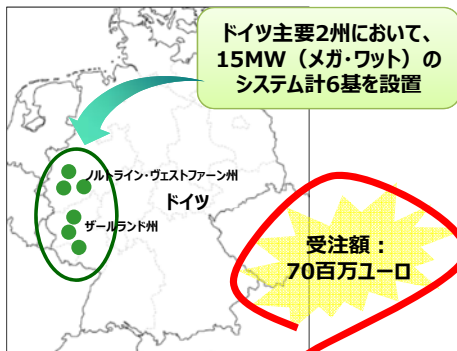 ドイツ主要2州において、
15MW（メガ・ワット）の
システム計6基を設置
ノルトライン・ヴェストファーン州
ドイツ
ザールランド州
受注額：
70百万ユーロ